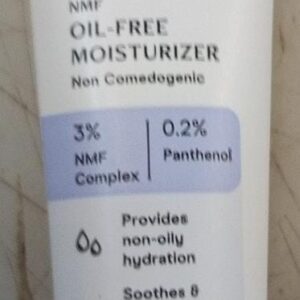 NMF
OIL-FREE
MOISTURIZER
Non Comedogenic
3% 0.2%
NMF Panthenol
Complex
Provides
non-oily
hydration
Soothes &